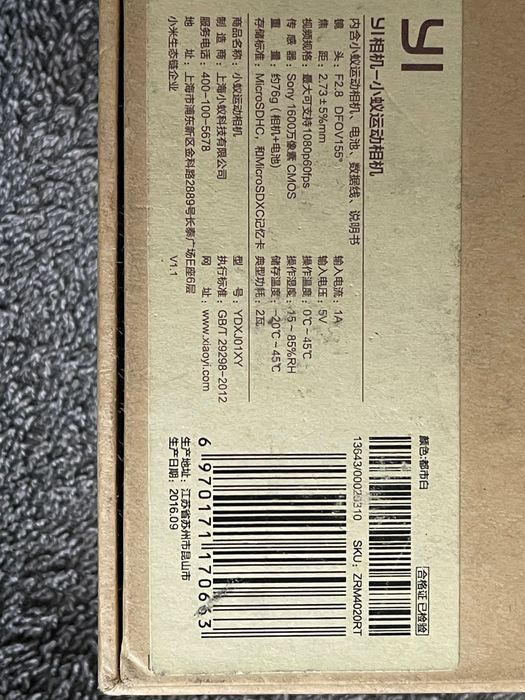 YI
YI相机-小蚁运动相机
内含小蚁运动相机、电池、数据线、说明书
镜 头: F2.8 DFOV155°
焦 距: 2.73±5%mm
视频规格: 最大可支持1080p60fps
传 感 器: Sony 1600万像素 CMOS
重 量: 约76g (相机+电池)
存储标准: MicroSDHC, 和MicroSDXC记忆卡
输入电流: 1A
输入电压: 5V
操作温度: 0℃~45℃
操作湿度: 15~85%RH
储存温度: -20℃~45℃
典型功耗: 2瓦
商品名称: 小蚁运动相机
制 造 商: 上海小蚁科技有限公司
服务电话: 400-100-5678
地 址: 上海市浦东新区金科路2889号长泰广场E座6层
小米生态链企业
型 号: YDXJ01XY
执行标准: GB/T 29298-2012
网 址: www.xiaoyi.com
V1.1
颜色:都市白
合格证 已检验
13643/00026310 SKU: ZRM4020RT
6 970171 170663
生产地址: 江苏省苏州市昆山市
生产日期: 2016.09